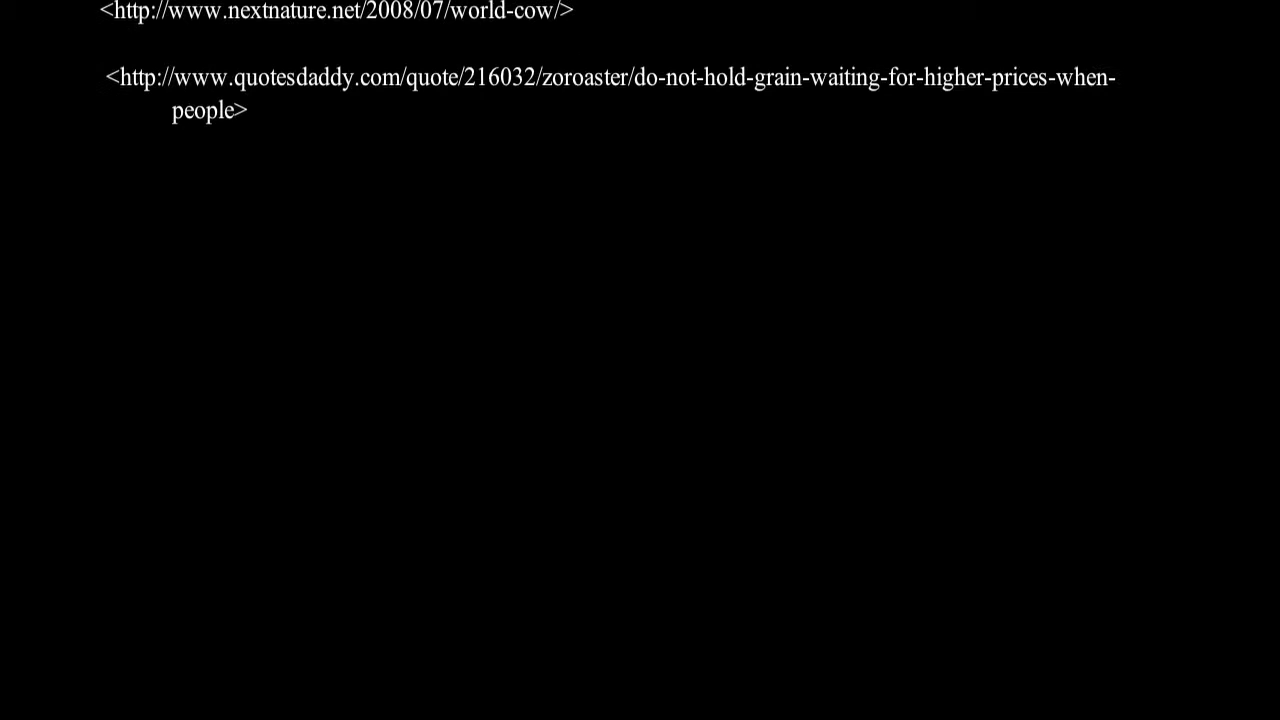 <http://www.nextnature.net/2008/07/world-cow/>
<http://www.quotesdaddy.com/quote/216032/zoroaster/do-not-hold-grain-waiting-for-higher-prices-when-
people>